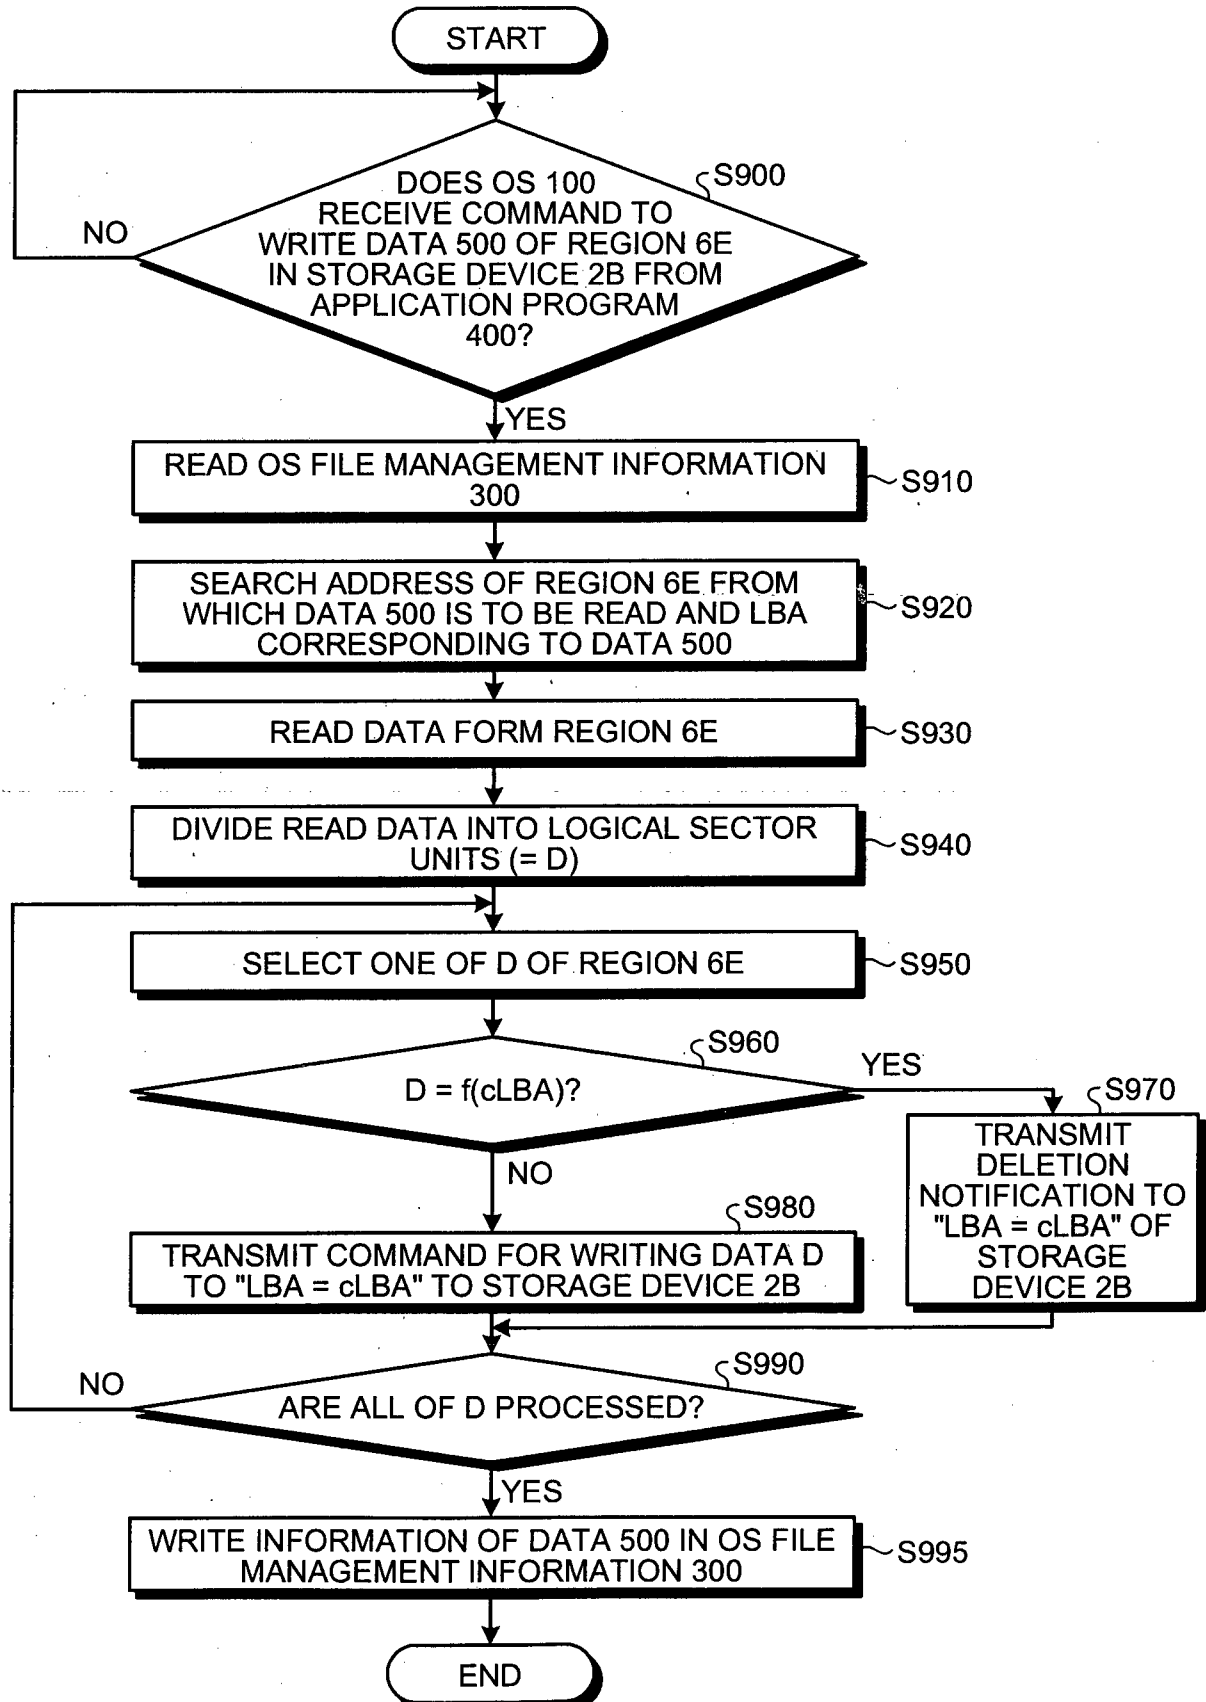 START
S900
DOES OS 100
RECEIVE COMMAND TO
WRITE DATA 500 OF REGION 6E
IN STORAGE DEVICE 2B FROM
APPLICATION PROGRAM
400?
NO
YES
READ OS FILE MANAGEMENT INFORMATION
300
S910
SEARCH ADDRESS OF REGION 6E FROM
WHICH DATA 500 IS TO BE READ AND LBA
CORRESPONDING TO DATA 500
S920
READ DATA FORM REGION 6E
S930
DIVIDE READ DATA INTO LOGICAL SECTOR
UNITS (= D)
S940
SELECT ONE OF D OF REGION 6E
S950
S960
D = f(cLBA)?
YES
NO
S970
TRANSMIT
DELETION
NOTIFICATION TO
"LBA = cLBA" OF
STORAGE
DEVICE 2B
S980
TRANSMIT COMMAND FOR WRITING DATA D
TO "LBA = cLBA" TO STORAGE DEVICE 2B
S990
NO
ARE ALL OF D PROCESSED?
YES
WRITE INFORMATION OF DATA 500 IN OS FILE
MANAGEMENT INFORMATION 300
S995
END